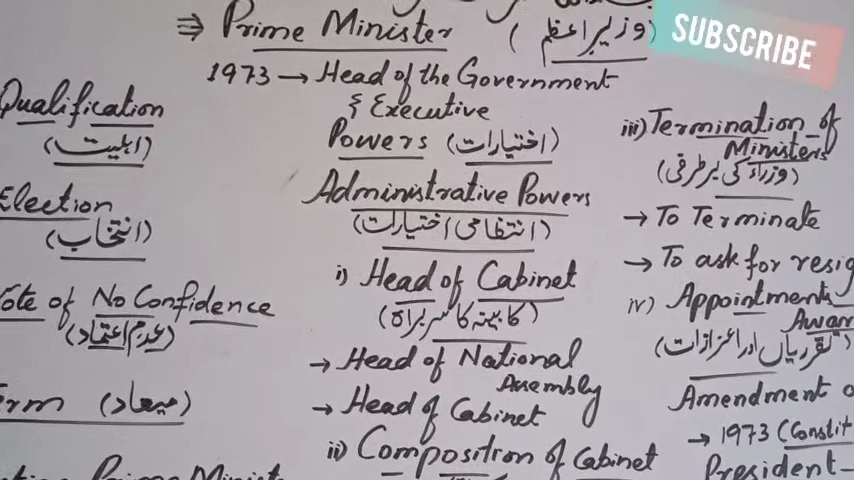 ⇛ Prime Minister (وزیراعظم)
SUBSCRIBE
1973 → Head of the Government
& Executive
Qualification
(اہلیت)
Election
(انتخاب)
Vote of No Confidence
(عدم اعتماد)
Term (میعاد)
Prime Minist
Powers (اختیارات)
Administrative Powers
(انتظامی اختیارات)
i) Head of Cabinet
(کابینہ کا سربراہ)
→ Head of National
Assembly
→ Head of Cabinet
ii) Composition of Cabinet
iii) Termination of
Ministers
(وزراء کی برطرفی)
→ To Terminate
→ To ask for resig
iv) Appointments
Awar
(تقرریاں اور اعزازات)
Amendment o
→ 1973 (Constit
President-